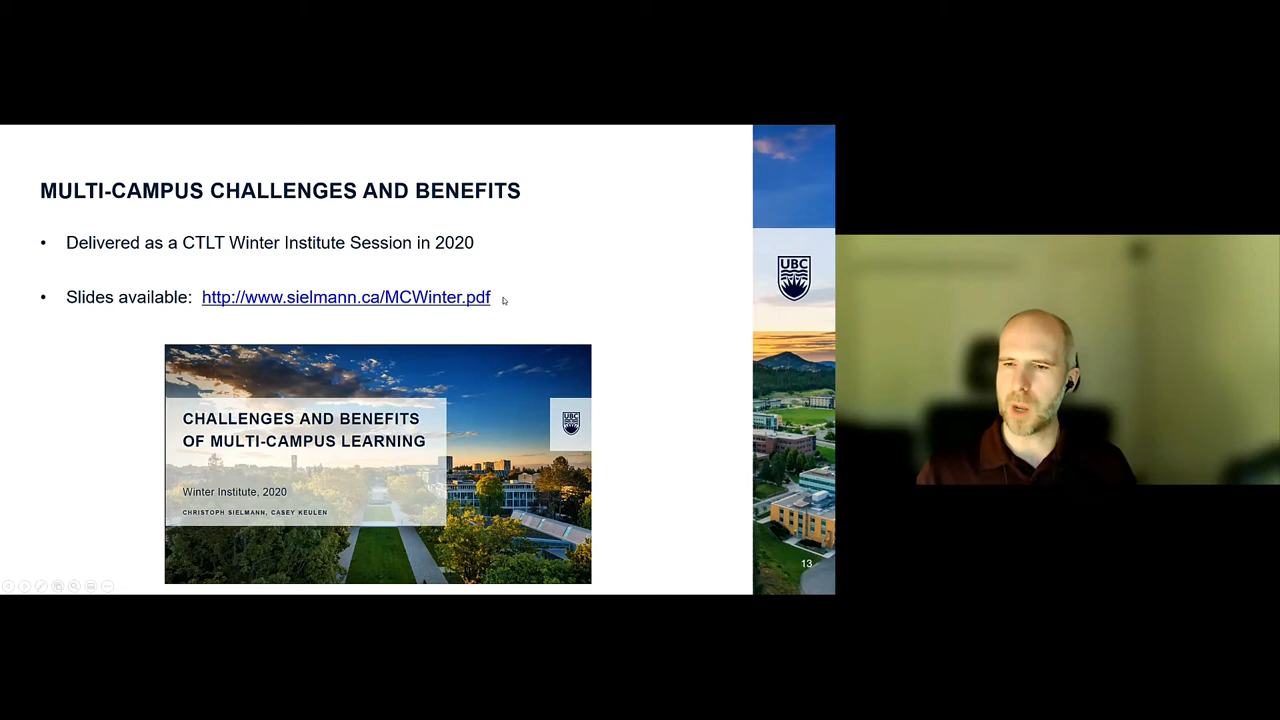 MULTI-CAMPUS CHALLENGES AND BENEFITS
• Delivered as a CTLT Winter Institute Session in 2020
• Slides available: http://www.sielmann.ca/MCWinter.pdf
UBC
CHALLENGES AND BENEFITS
OF MULTI-CAMPUS LEARNING
UBC
Winter Institute, 2020
CHRISTOPH SIELMANN, CASEY KEULEN
13